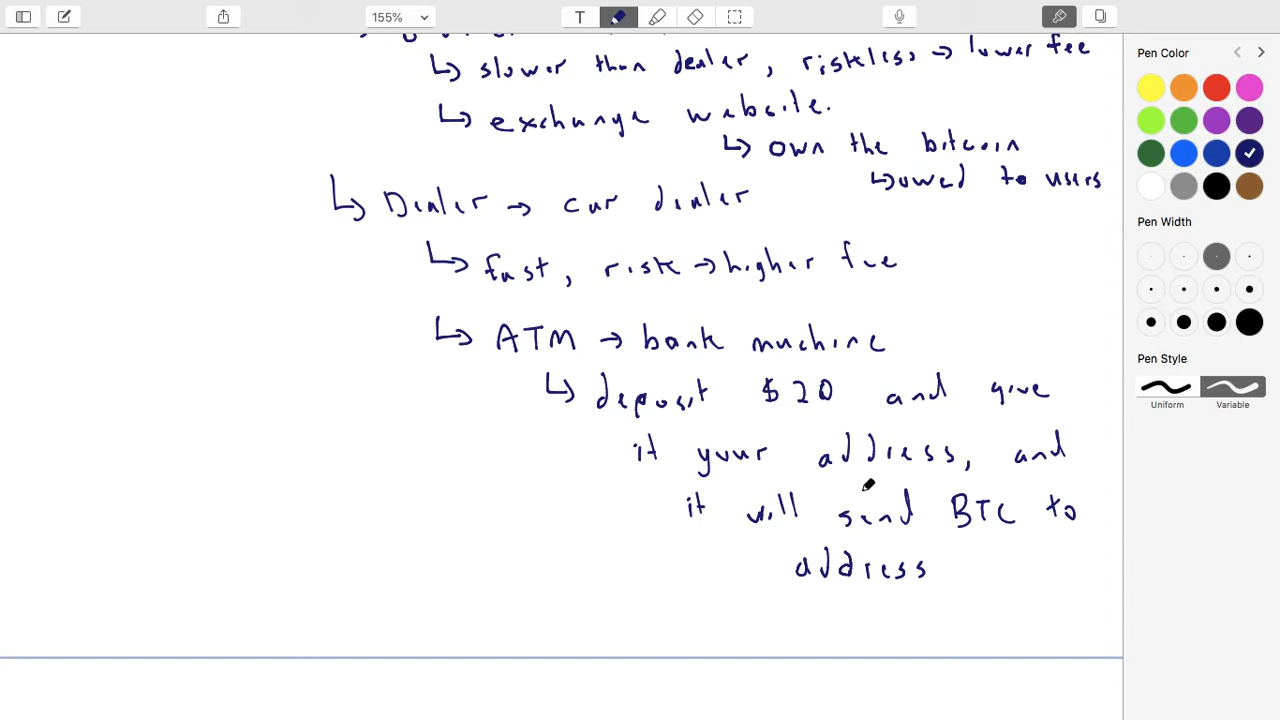 155%
Pen Color
↳ slower than dealer, riskless → lower fee
↳ exchange website.
↳ own the bitcoin
↳ owed to users
↳ Dealer → car dealer
Pen Width
↳ fast, risk → higher fee
↳ ATM → bank machine
Pen Style
↳ deposit $20 and give
Uniform Variable
it your address, and
it will send BTC to
address